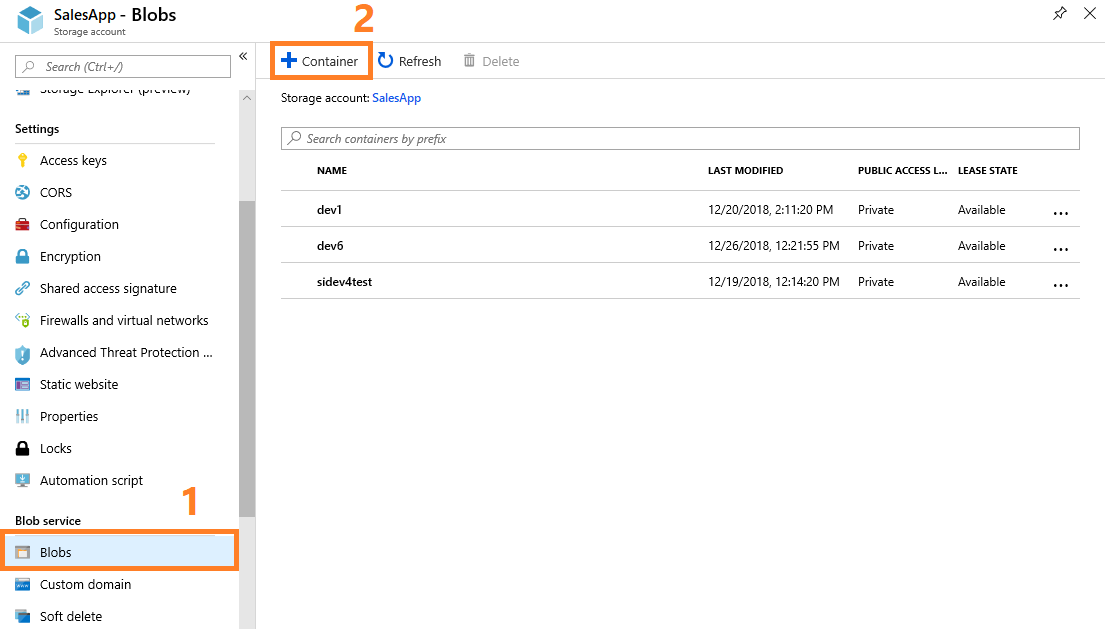 SalesApp - Blobs
Storage account
2
Search (Ctrl+/)
«
Storage Explorer (preview)
Settings
Access keys
CORS
Configuration
Encryption
Shared access signature
Firewalls and virtual networks
Advanced Threat Protection ...
Static website
Properties
Locks
Automation script
1
Blob service
Blobs
Custom domain
Soft delete
+ Container Refresh Delete
Storage account: SalesApp
Search containers by prefix
NAME LAST MODIFIED PUBLIC ACCESS L... LEASE STATE
dev1 12/20/2018, 2:11:20 PM Private Available ...
dev6 12/26/2018, 12:21:55 PM Private Available ...
sidev4test 12/19/2018, 12:14:20 PM Private Available ...